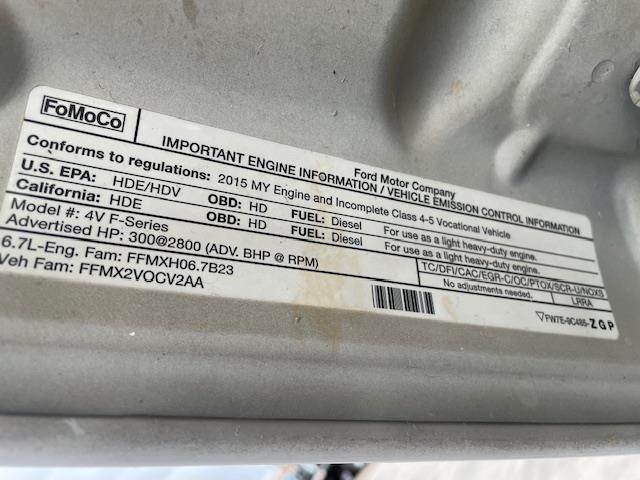 FoMoCo
Ford Motor Company
IMPORTANT ENGINE INFORMATION / VEHICLE EMISSION CONTROL INFORMATION
Conforms to regulations: 2015 MY Engine and Incomplete Class 4-5 Vocational Vehicle
U.S. EPA: HDE/HDV OBD: HD FUEL: Diesel For use as a light heavy-duty engine.
California: HDE OBD: HD FUEL: Diesel For use as a light heavy-duty engine.
Model #: 4V F-Series
Advertised HP: 300@2800 (ADV. BHP @ RPM)
TC/DFI/CAC/EGR-C/OC/PTOX/SCR-U/NOXS
6.7L-Eng. Fam: FFMXH06.7B23
No adjustments needed. LRRA
Veh Fam: FFMX2VOCV2AA
▽FW7E-9C485-ZGP